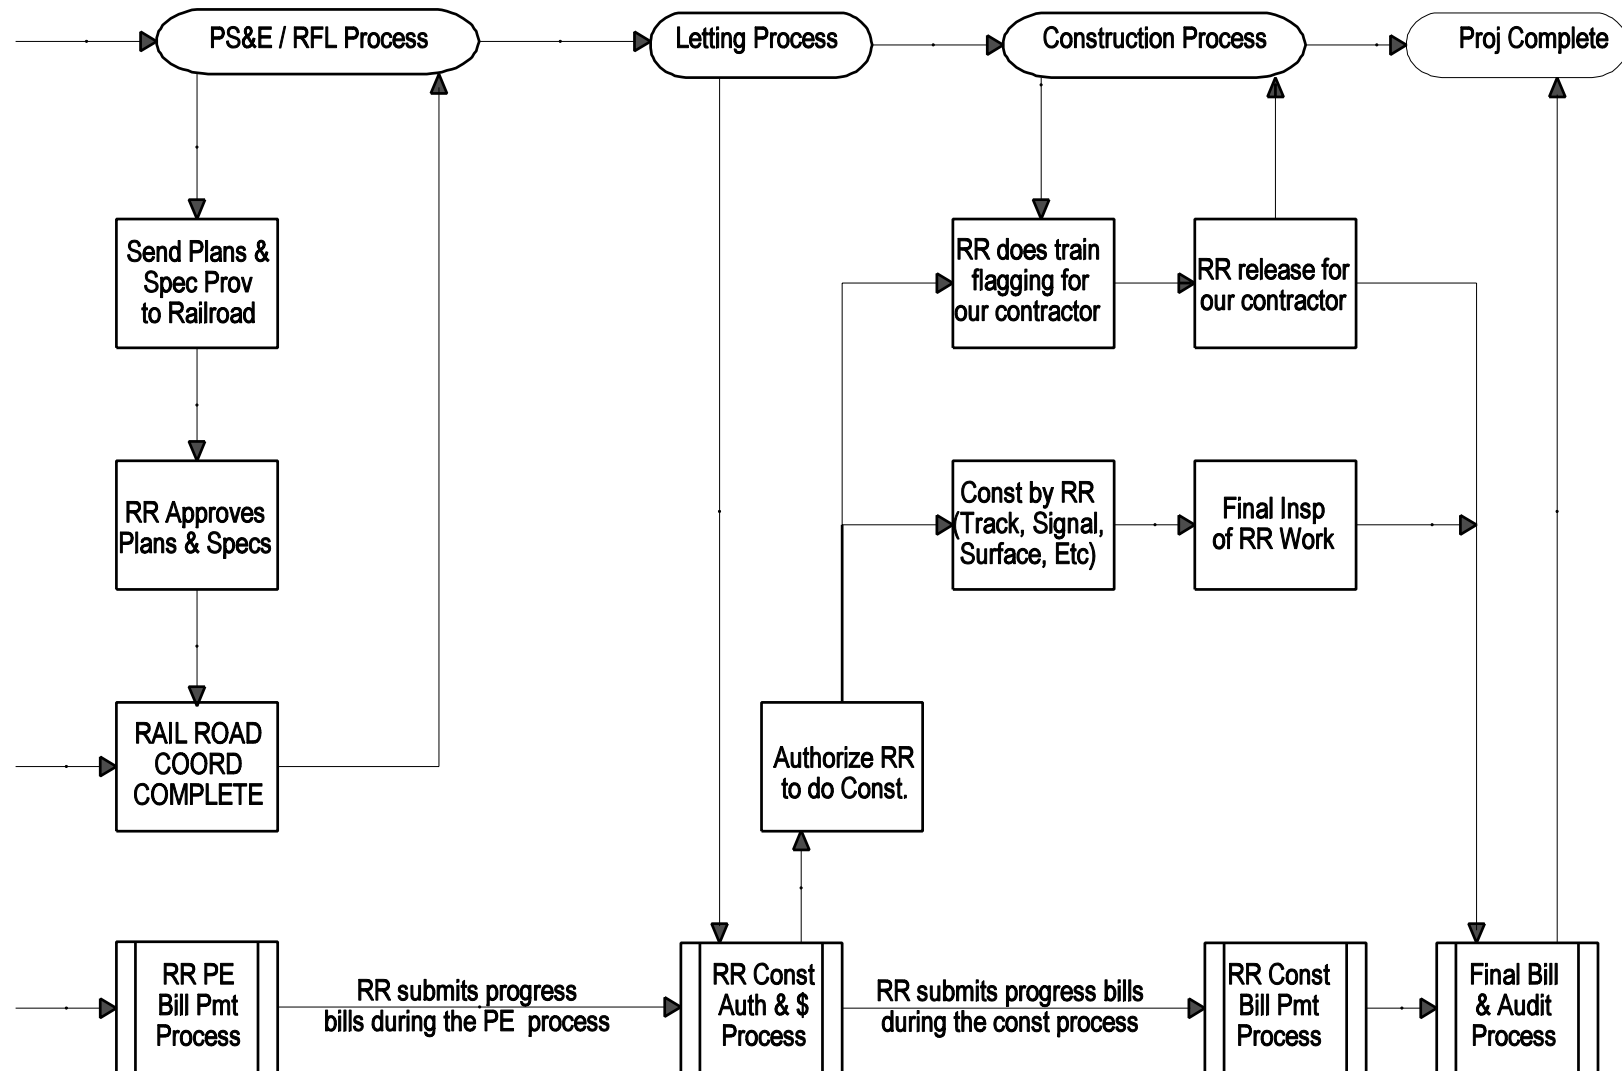 PS&E / RFL Process
Letting Process
Construction Process
Proj Complete
Send Plans &
Spec Prov
to Railroad
RR does train
flagging for
our contractor
RR release for
our contractor
RR Approves
Plans & Specs
Const by RR
(Track, Signal,
Surface, Etc)
Final Insp
of RR Work
RAIL ROAD
COORD
COMPLETE
Authorize RR
to do Const.
RR PE
Bill Pmt
Process
RR submits progress
bills during the PE process
RR Const
Auth & $
Process
RR submits progress bills
during the const process
RR Const
Bill Pmt
Process
Final Bill
& Audit
Process